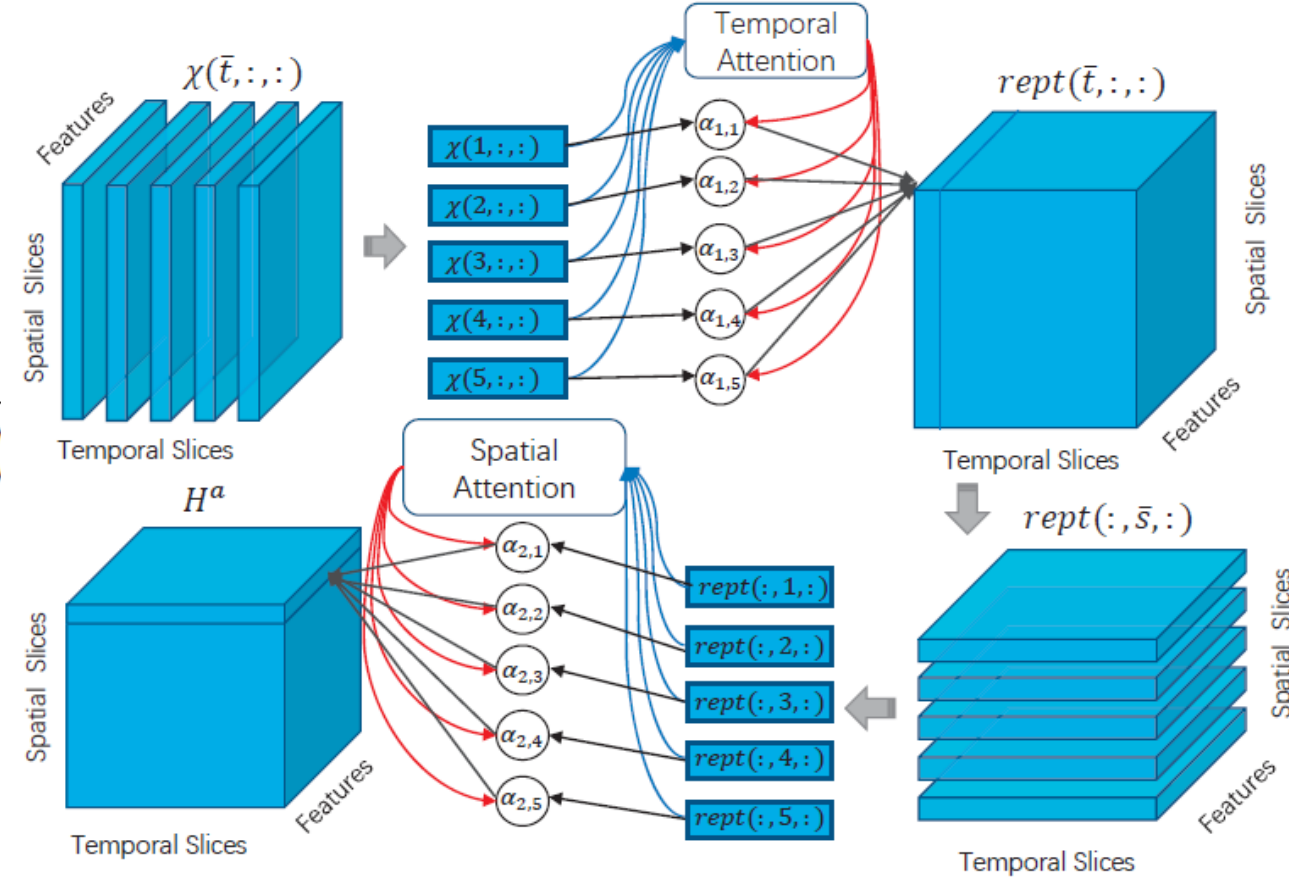 χ(t̄,:,:)
Features
Spatial Slices
Temporal Slices
χ(1,:,:)
χ(2,:,:)
χ(3,:,:)
χ(4,:,:)
χ(5,:,:)
Temporal
Attention
α1,1
α1,2
α1,3
α1,4
α1,5
rept(t̄,:,:)
Spatial Slices
Features
Temporal Slices
rept(:,s̄,:)
Spatial Slices
Features
Temporal Slices
rept(:,1,:)
rept(:,2,:)
rept(:,3,:)
rept(:,4,:)
rept(:,5,:)
Spatial
Attention
α2,1
α2,2
α2,3
α2,4
α2,5
Hᵃ
Spatial Slices
Features
Temporal Slices